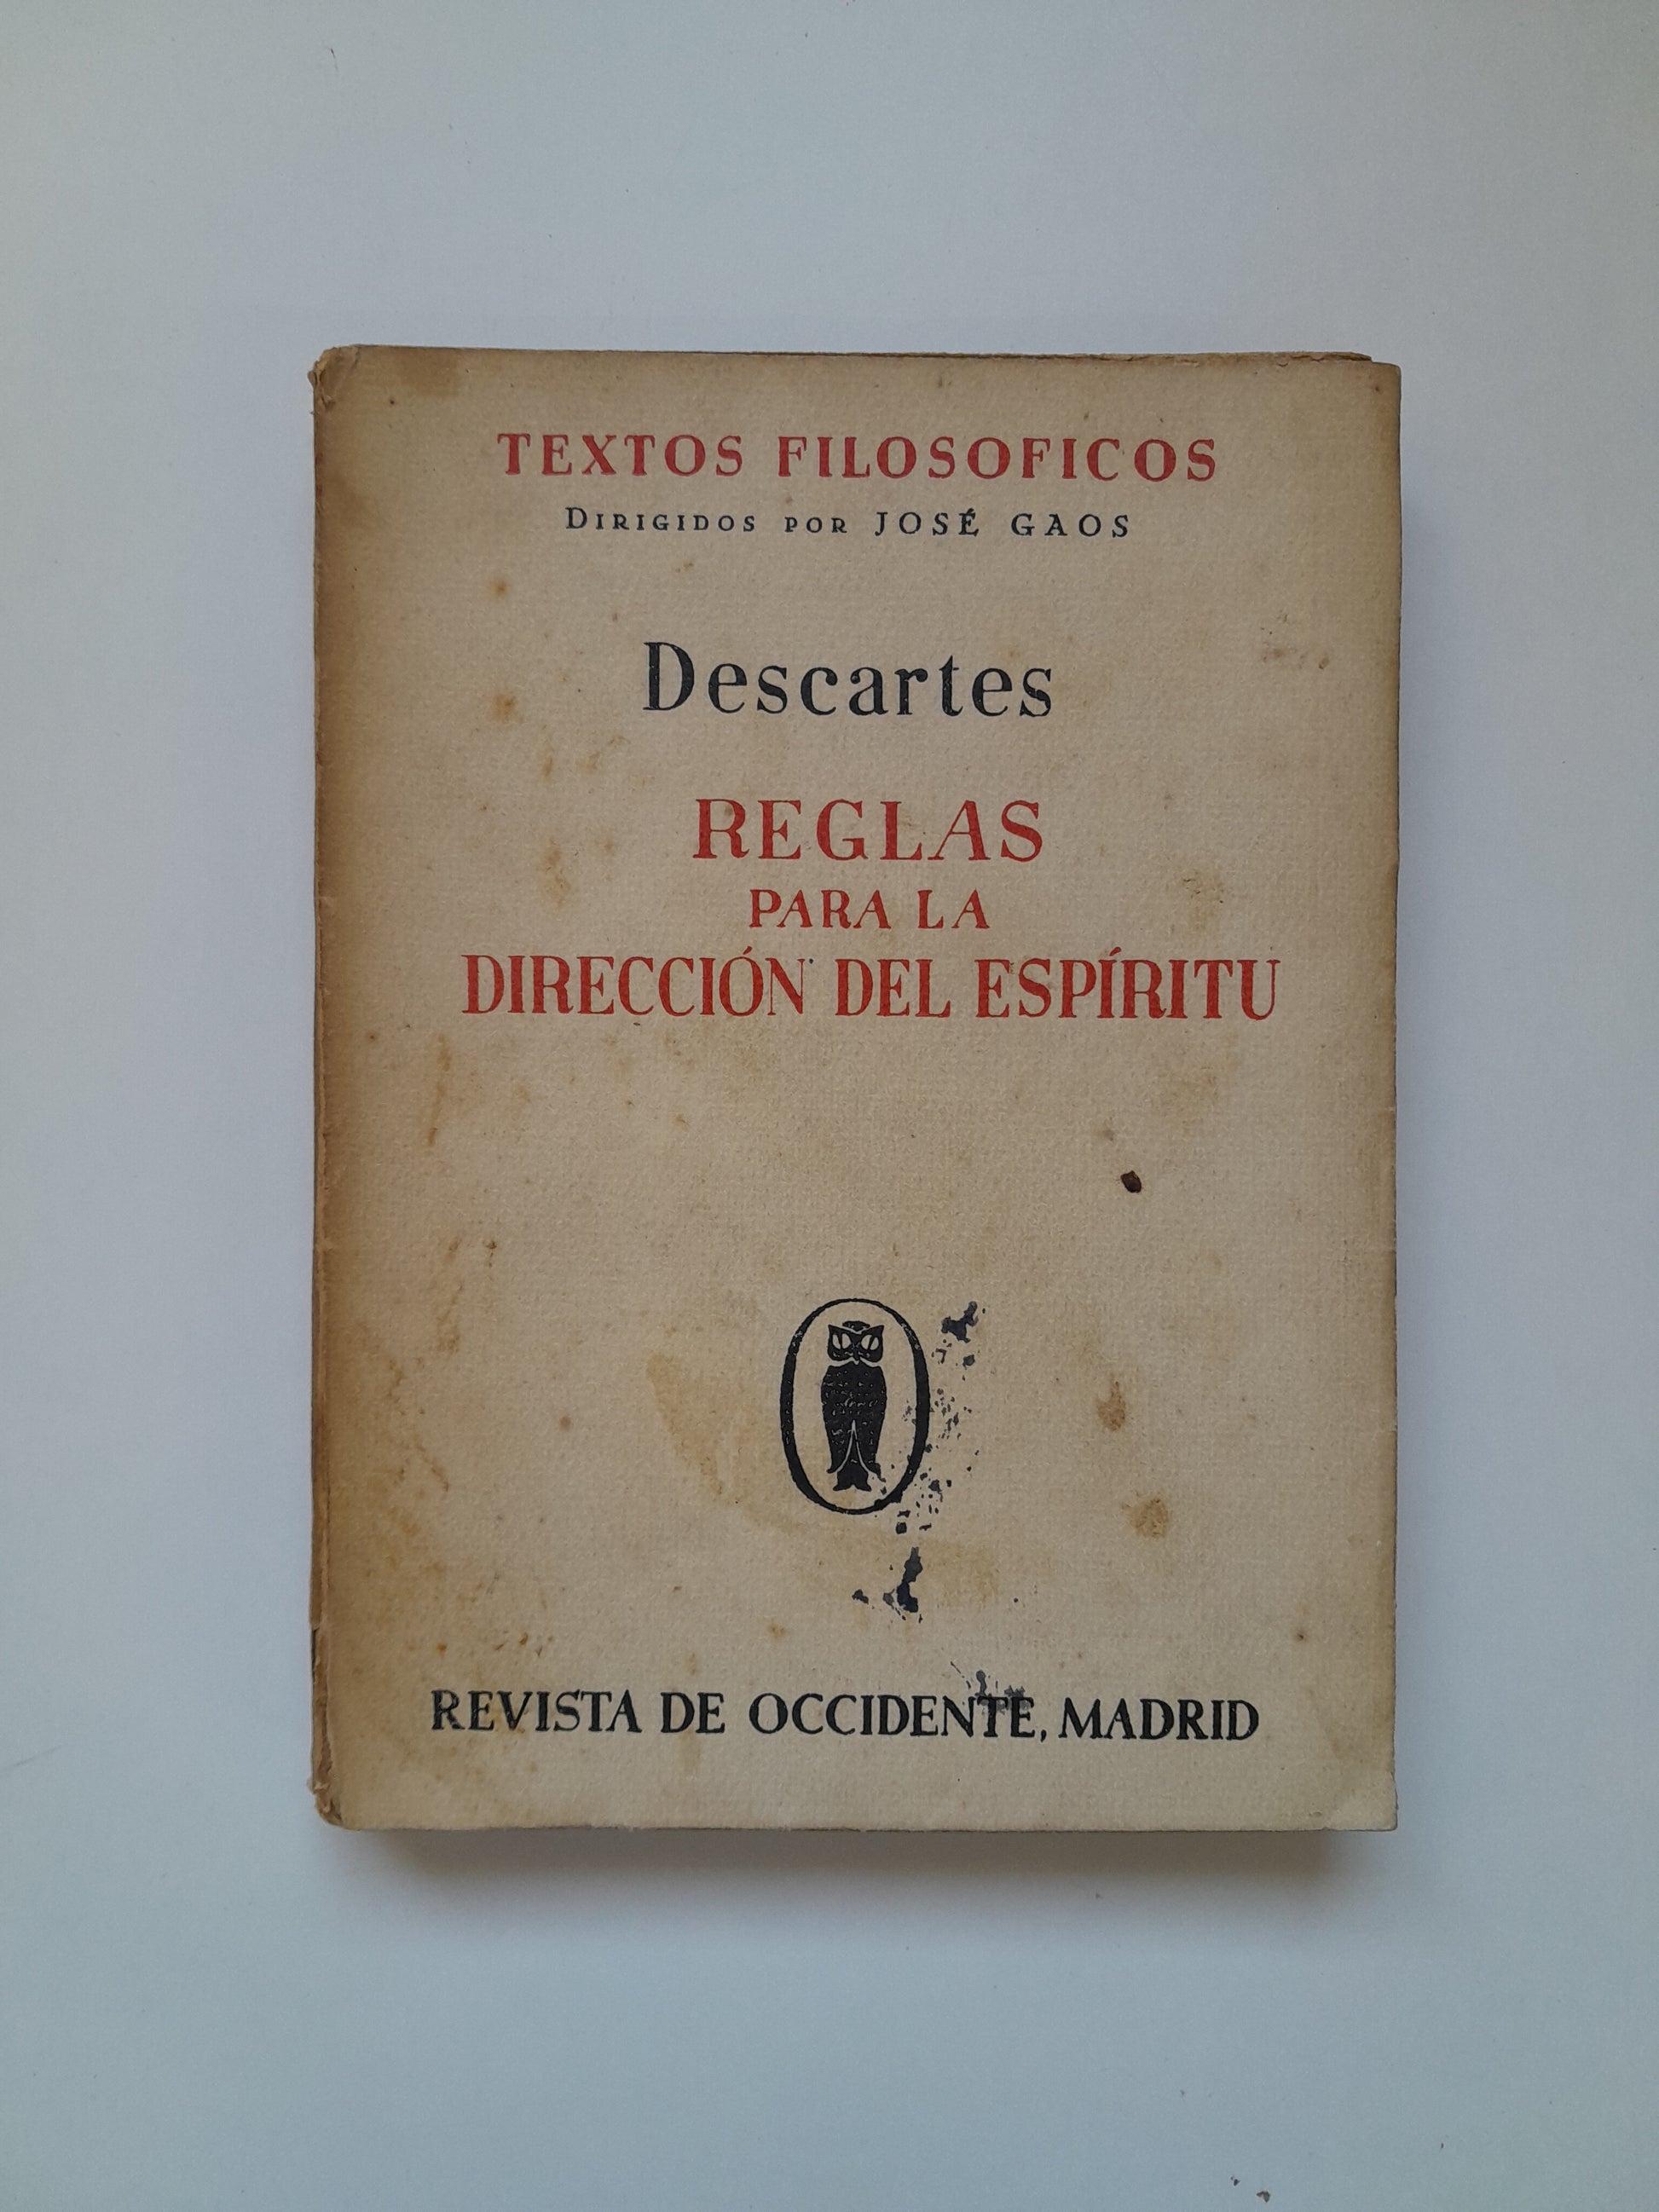 TEXTOS FILOSOFICOS
DIRIGIDOS POR JOSÉ GAOS
Descartes
REGLAS
PARA LA
DIRECCIÓN DEL ESPÍRITU
REVISTA DE OCCIDENTE, MADRID